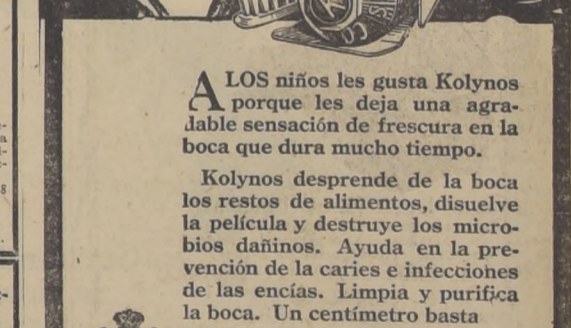 A LOS niños les gusta Kolynos
porque les deja una agra-
dable sensación de frescura en la
boca que dura mucho tiempo.
Kolynos desprende de la boca
los restos de alimentos, disuelve
la película y destruye los micro-
bios dañinos. Ayuda en la pre-
vención de la caries e infecciones
de las encías. Limpia y purifica
la boca. Un centímetro basta